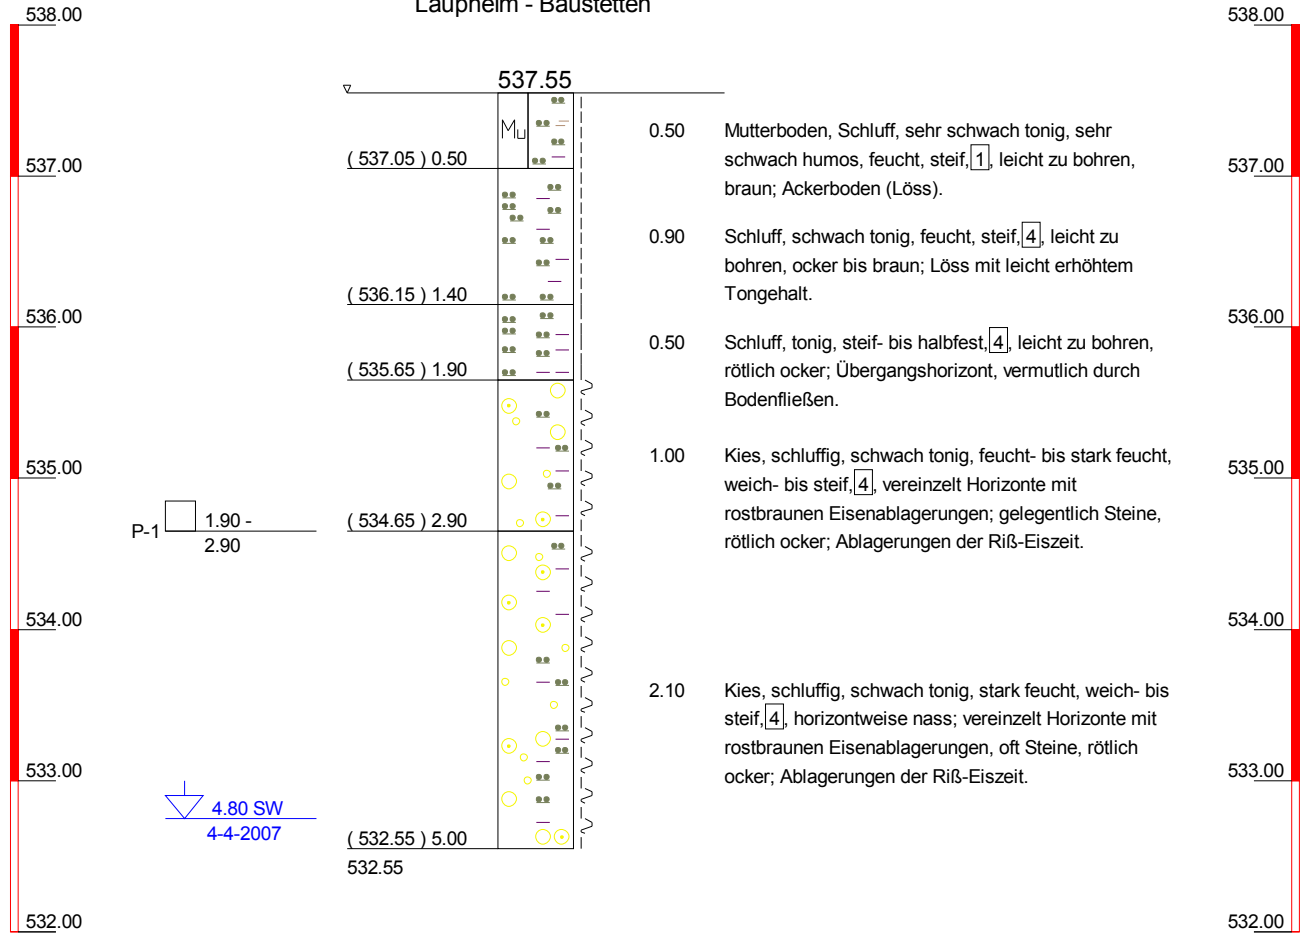 Laupheim - Baustetten
538.00
538.00
537.55
Mu
0.50 Mutterboden, Schluff, sehr schwach tonig, sehr
schwach humos, feucht, steif, 1, leicht zu bohren,
braun; Ackerboden (Löss).
( 537.05 ) 0.50
537.00
537.00
0.90 Schluff, schwach tonig, feucht, steif, 4, leicht zu
bohren, ocker bis braun; Löss mit leicht erhöhtem
Tongehalt.
( 536.15 ) 1.40
536.00
536.00
0.50 Schluff, tonig, steif- bis halbfest, 4, leicht zu bohren,
rötlich ocker; Übergangshorizont, vermutlich durch
Bodenfließen.
( 535.65 ) 1.90
535.00
535.00
1.00 Kies, schluffig, schwach tonig, feucht- bis stark feucht,
weich- bis steif, 4, vereinzelt Horizonte mit
rostbraunen Eisenablagerungen; gelegentlich Steine,
rötlich ocker; Ablagerungen der Riß-Eiszeit.
P-1
1.90 -
2.90
( 534.65 ) 2.90
534.00
534.00
2.10 Kies, schluffig, schwach tonig, stark feucht, weich- bis
steif, 4, horizontweise nass; vereinzelt Horizonte mit
rostbraunen Eisenablagerungen, oft Steine, rötlich
ocker; Ablagerungen der Riß-Eiszeit.
533.00
533.00
4.80 SW
4-4-2007
( 532.55 ) 5.00
532.55
532.00
532.00